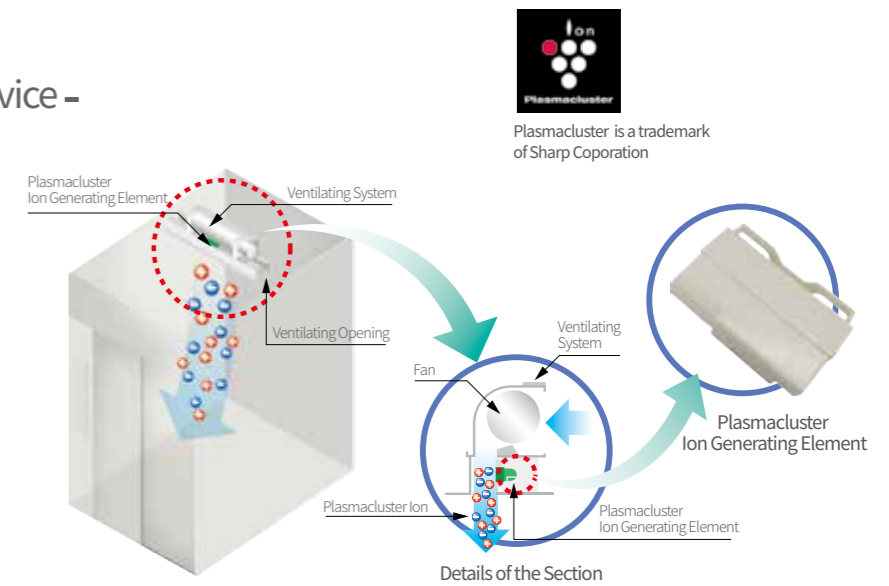 vice -
Ion
Plasmacluster
Plasmacluster is a trademark
of Sharp Coporation
Plasmacluster
Ion Generating Element
Ventilating System
Ventilating Opening
Ventilating
System
Fan
Plasmacluster
Ion Generating Element
Plasmacluster Ion
Plasmacluster
Ion Generating Element
Details of the Section